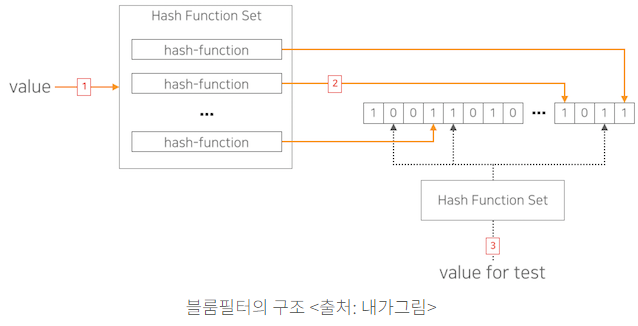 Hash Function Set
hash-function
value
1
hash-function
2
...
1 0 0 1 1 0 1 0 ... 1 0 1 1
hash-function
Hash Function Set
3
value for test
블룸필터의 구조 <출처: 내가그림>